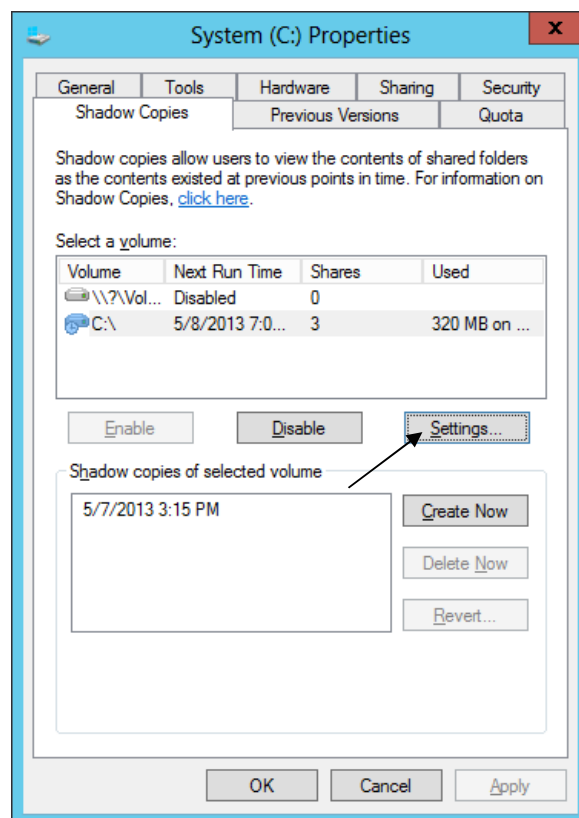 System (C:) Properties
x
General Tools Hardware Sharing Security
Shadow Copies Previous Versions Quota
Shadow copies allow users to view the contents of shared folders
as the contents existed at previous points in time. For information on
Shadow Copies, click here.
Select a volume:
Volume Next Run Time Shares Used
\\?\Vol... Disabled 0
C:\ 5/8/2013 7:0... 3 320 MB on ...
Enable Disable Settings...
Shadow copies of selected volume
5/7/2013 3:15 PM
Create Now
Delete Now
Revert...
OK Cancel Apply